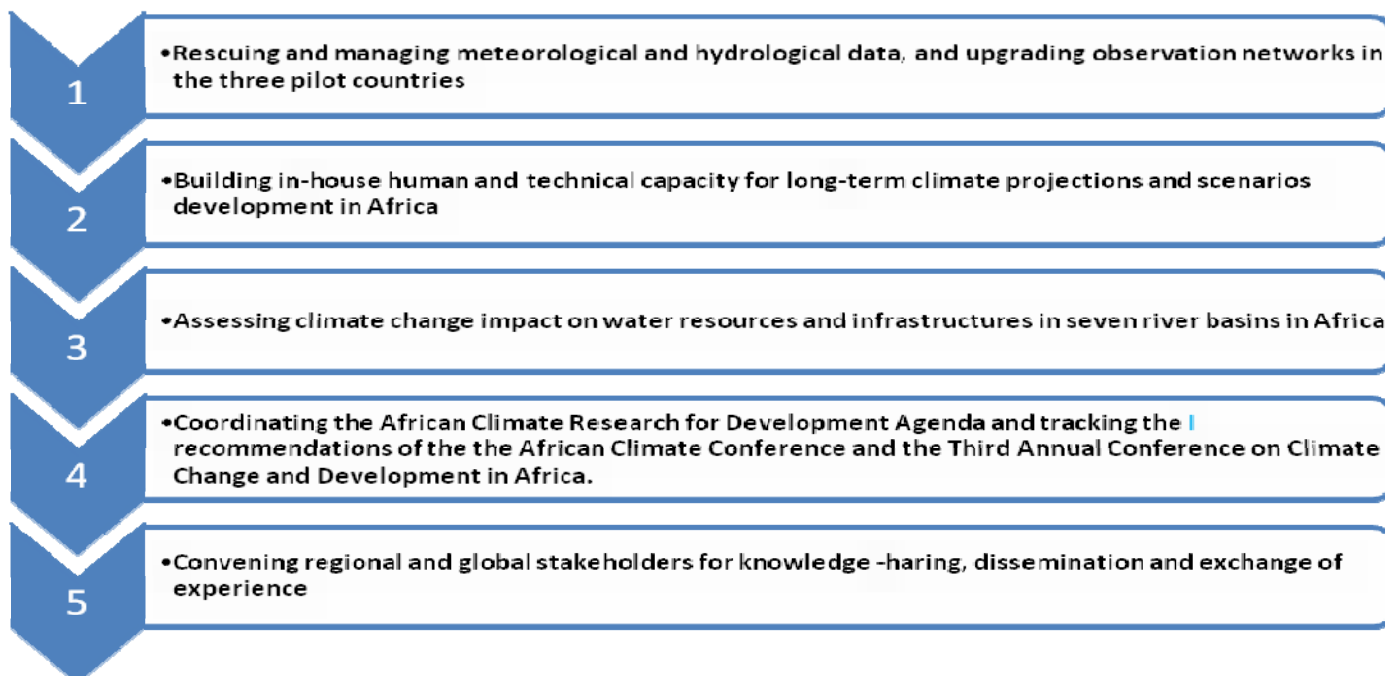 1
•Rescuing and managing meteorological and hydrological data, and upgrading observation networks in
the three pilot countries
2
•Building in-house human and technical capacity for long-term climate projections and scenarios
development in Africa
3
•Assessing climate change impact on water resources and infrastructures in seven river basins in Africa
4
•Coordinating the African Climate Research for Development Agenda and tracking the l
recommendations of the the African Climate Conference and the Third Annual Conference on Climate
Change and Development in Africa.
5
•Convening regional and global stakeholders for knowledge -haring, dissemination and exchange of
experience